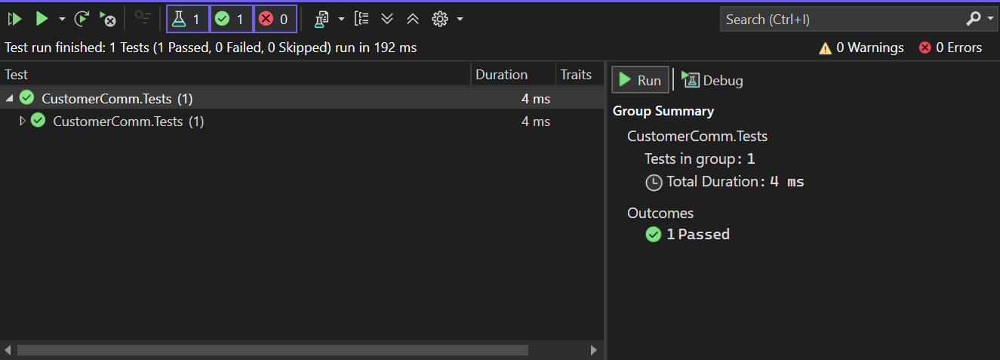 1 1 0
Search (Ctrl+I)
Test run finished: 1 Tests (1 Passed, 0 Failed, 0 Skipped) run in 192 ms
0 Warnings
0 Errors
Test Duration Traits
CustomerComm.Tests (1) 4 ms
CustomerComm.Tests (1) 4 ms
Run
Debug
Group Summary
CustomerComm.Tests
Tests in group: 1
Total Duration: 4 ms
Outcomes
1 Passed